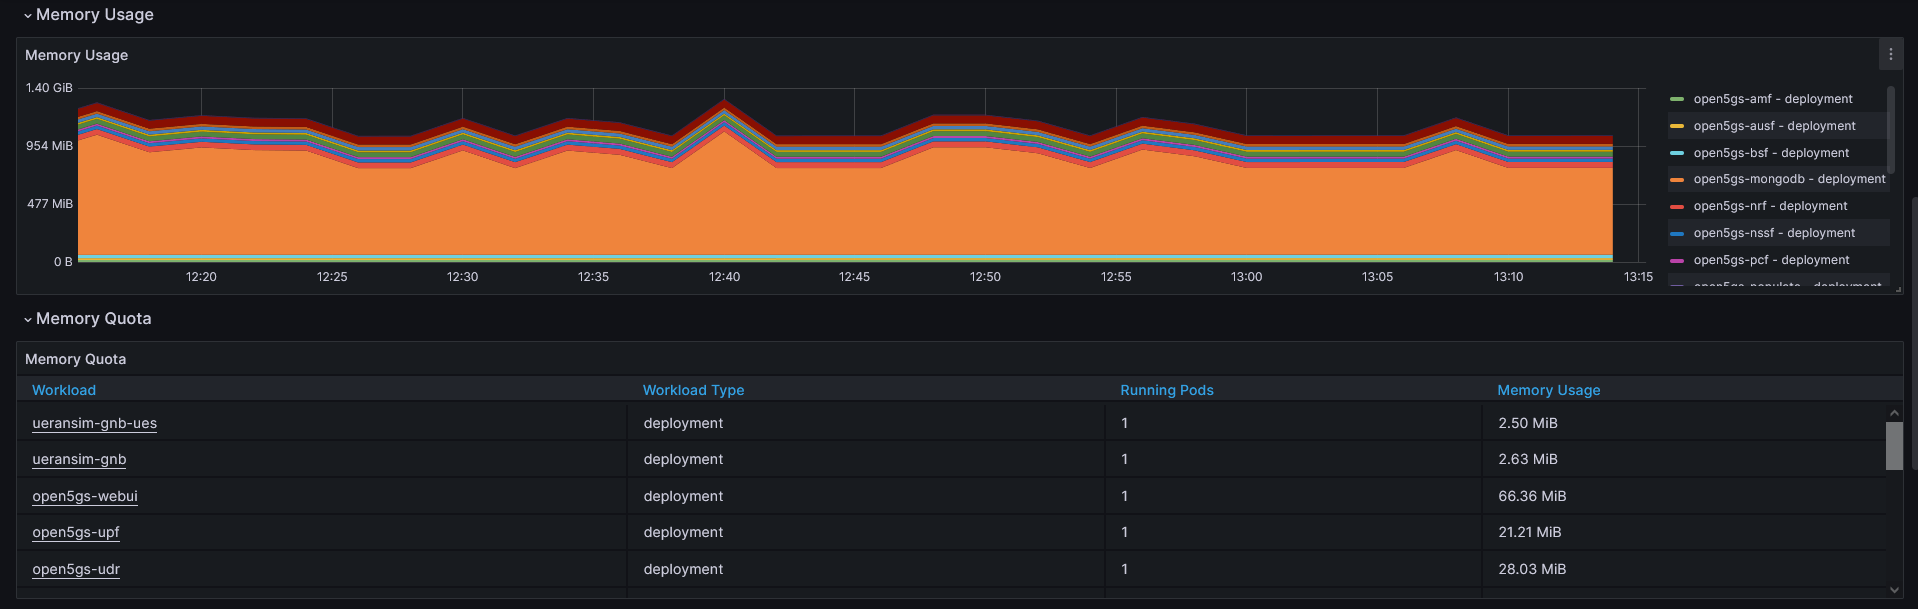 Memory Usage
Memory Usage
1.40 GiB
954 MiB
477 MiB
0 B
12:20 12:25 12:30 12:35 12:40 12:45 12:50 12:55 13:00 13:05 13:10 13:15
open5gs-amf - deployment
open5gs-ausf - deployment
open5gs-bsf - deployment
open5gs-mongodb - deployment
open5gs-nrf - deployment
open5gs-nssf - deployment
open5gs-pcf - deployment
open5gs-populate - deployment
Memory Quota
Memory Quota
Workload Workload Type Running Pods Memory Usage
ueransim-gnb-ues deployment 1 2.50 MiB
ueransim-gnb deployment 1 2.63 MiB
open5gs-webui deployment 1 66.36 MiB
open5gs-upf deployment 1 21.21 MiB
open5gs-udr deployment 1 28.03 MiB